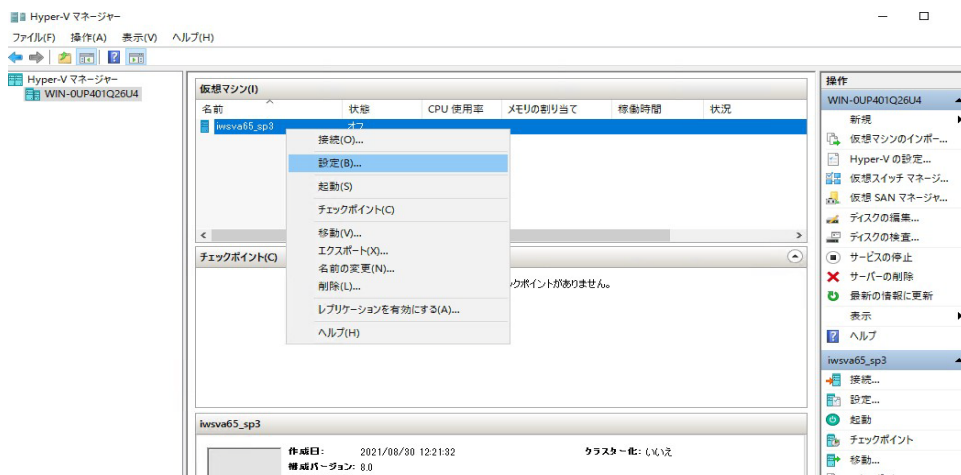 Hyper-V マネージャー
ファイル(F) 操作(A) 表示(V) ヘルプ(H)
Hyper-V マネージャー
WIN-0UP401Q26U4
仮想マシン(I)
名前 状態 CPU 使用率 メモリの割り当て 稼働時間 状況
iwsva65_sp3 オフ
接続(O)...
設定(B)...
起動(S)
チェックポイント(C)
移動(V)...
エクスポート(X)...
名前の変更(N)...
削除(L)...
レプリケーションを有効にする(A)...
ヘルプ(H)
チェックポイント(C)
ックポイントがありません。
iwsva65_sp3
作成日: 2021/08/30 12:21:32 クラスター化: いいえ
構成バージョン: 8.0
操作
WIN-0UP401Q26U4
新規
仮想マシンのインポー...
Hyper-V の設定...
仮想スイッチ マネージ...
仮想 SAN マネージャ...
ディスクの編集...
ディスクの検査...
サービスの停止
サーバーの削除
最新の情報に更新
表示
ヘルプ
iwsva65_sp3
接続...
設定...
起動
チェックポイント
移動...